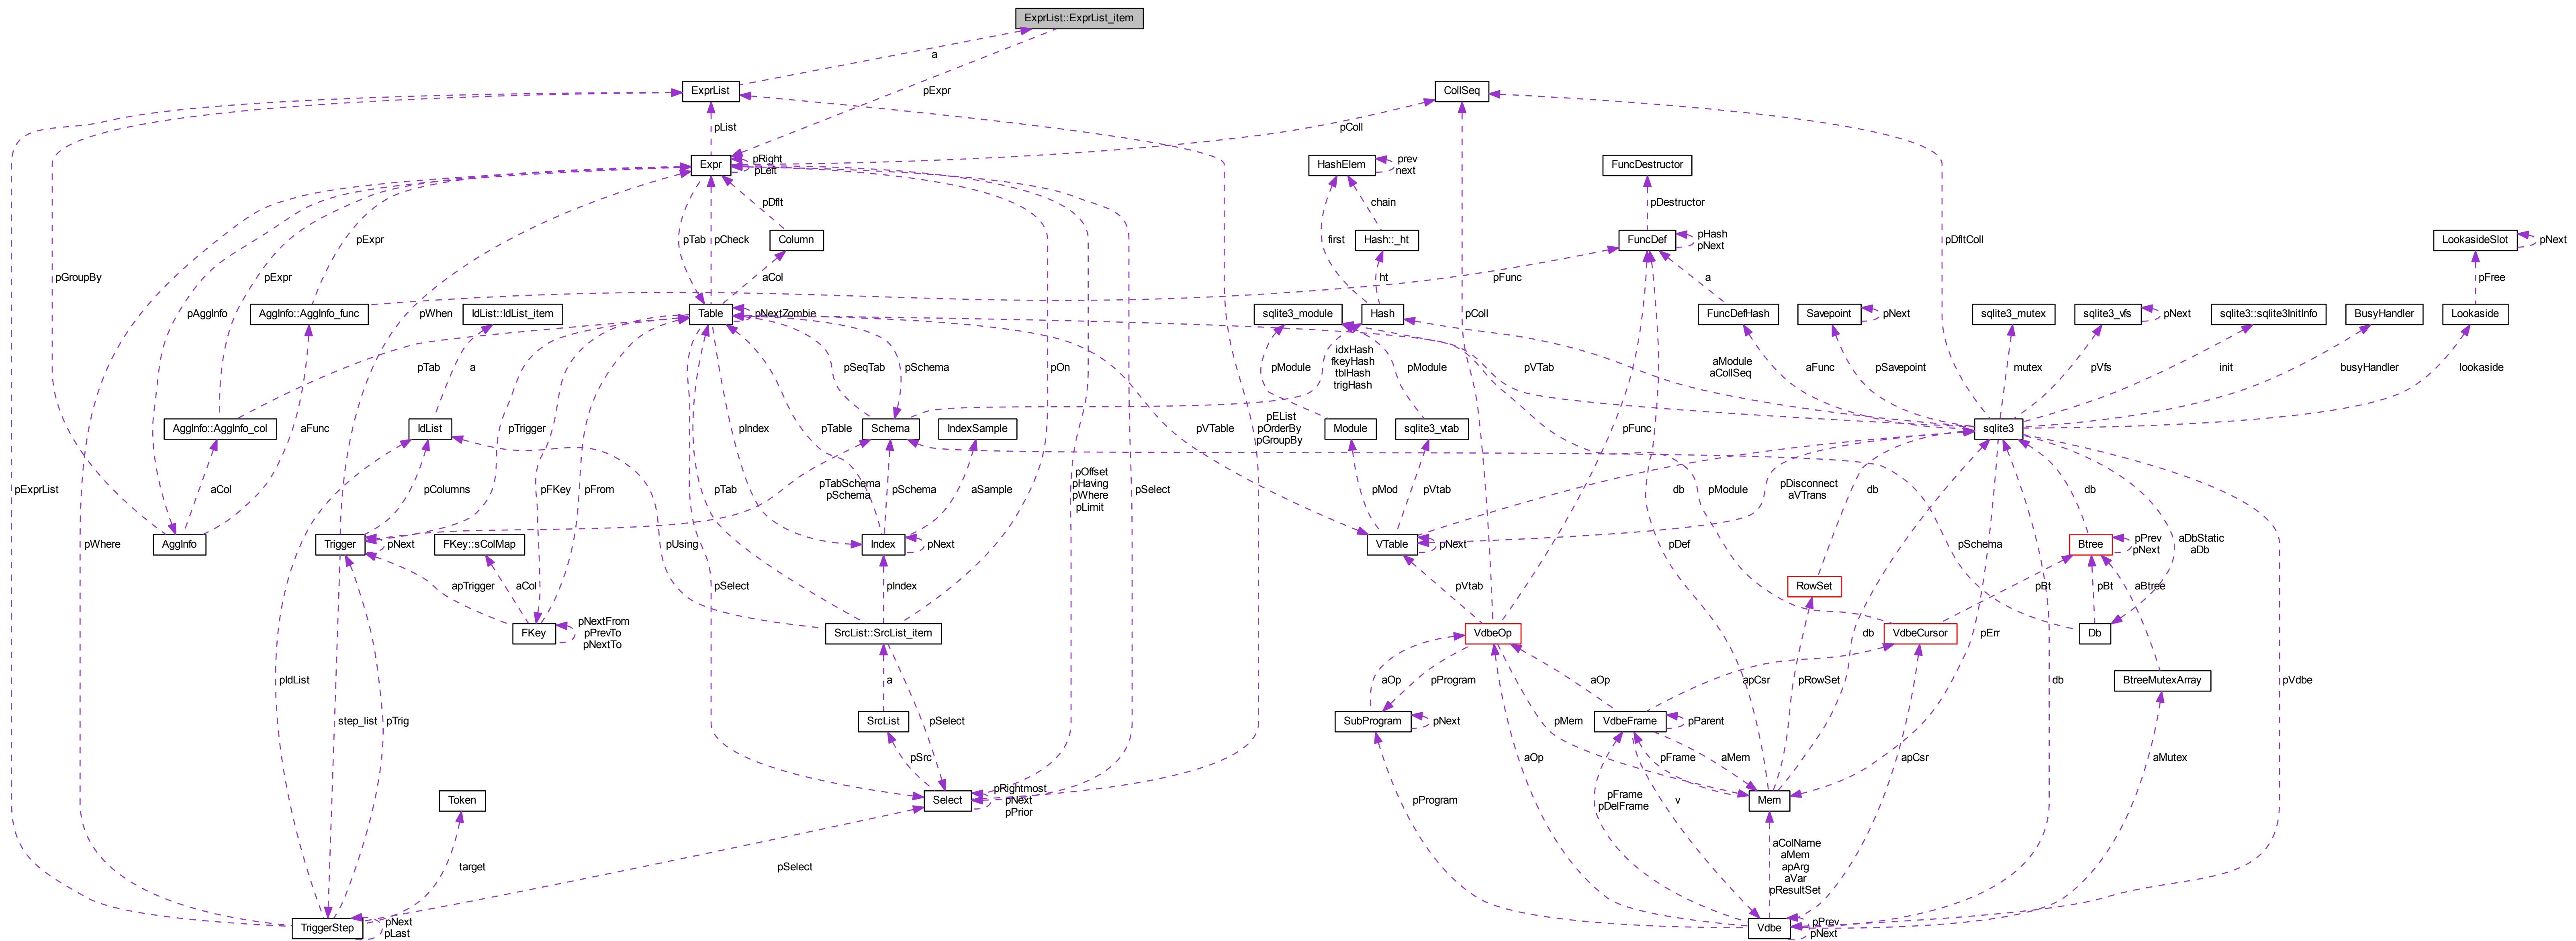 ExprList::ExprList_item
a
ExprList
CollSeq
pExpr
pList
pColl
Expr
pRight
pLeft
HashElem
prev
next
FuncDestructor
pDflt
chain
pDestructor
pExpr
pTab
pCheck
Column
first
Hash::_ht
FuncDef
pHash
pNext
pDfltColl
LookasideSlot
pNext
pGroupBy
pExpr
aCol
ht
pFunc
a
pFree
AggInfo::AggInfo_func
IdList::IdList_item
Table
pNextZombie
sqlite3_module
Hash
FuncDefHash
Savepoint
pNext
sqlite3_mutex
sqlite3_vfs
pNext
sqlite3::sqlite3InitInfo
BusyHandler
Lookaside
pAggInfo
pWhen
pColl
pTab
a
pSeqTab
pSchema
pOn
pModule
idxHash
fkeyHash
tblHash
trigHash
pModule
pVTab
aModule
aCollSeq
aFunc
pSavepoint
mutex
pVfs
init
busyHandler
lookaside
AggInfo::AggInfo_col
aFunc
IdList
pTrigger
pIndex
pTable
Schema
IndexSample
pVTable
pEList
pOrderBy
pGroupBy
Module
sqlite3_vtab
pFunc
sqlite3
pExprList
aCol
pColumns
pFKey
pFrom
pTab
pTabSchema
pSchema
pSchema
aSample
pOffset
pHaving
pWhere
pLimit
pSelect
pMod
pVtab
db
pModule
pDisconnect
aVTrans
db
db
AggInfo
pWhere
Trigger
pNext
FKey::sColMap
pUsing
Index
pNext
VTable
pNext
pDef
pSchema
aDbStatic
aDb
Btree
pPrev
pNext
apTrigger
aCol
pSelect
pIndex
pVtab
RowSet
pBt
pBt
aBtree
FKey
pNextFrom
pPrevTo
pNextTo
SrcList::SrcList_item
VdbeOp
db
VdbeCursor
pErr
Db
pIdList
a
aOp
pProgram
aOp
apCsr
pRowSet
db
pVdbe
BtreeMutexArray
step_list
pTrig
SrcList
pSelect
SubProgram
pNext
pMem
VdbeFrame
pParent
pSrc
aOp
pFrame
aMem
apCsr
aMutex
Token
Select
pRightmost
pNext
pPrior
pProgram
pFrame
pDelFrame
v
Mem
target
pSelect
aColName
aMem
apArg
aVar
pResultSet
TriggerStep
pNext
pLast
Vdbe
pPrev
pNext